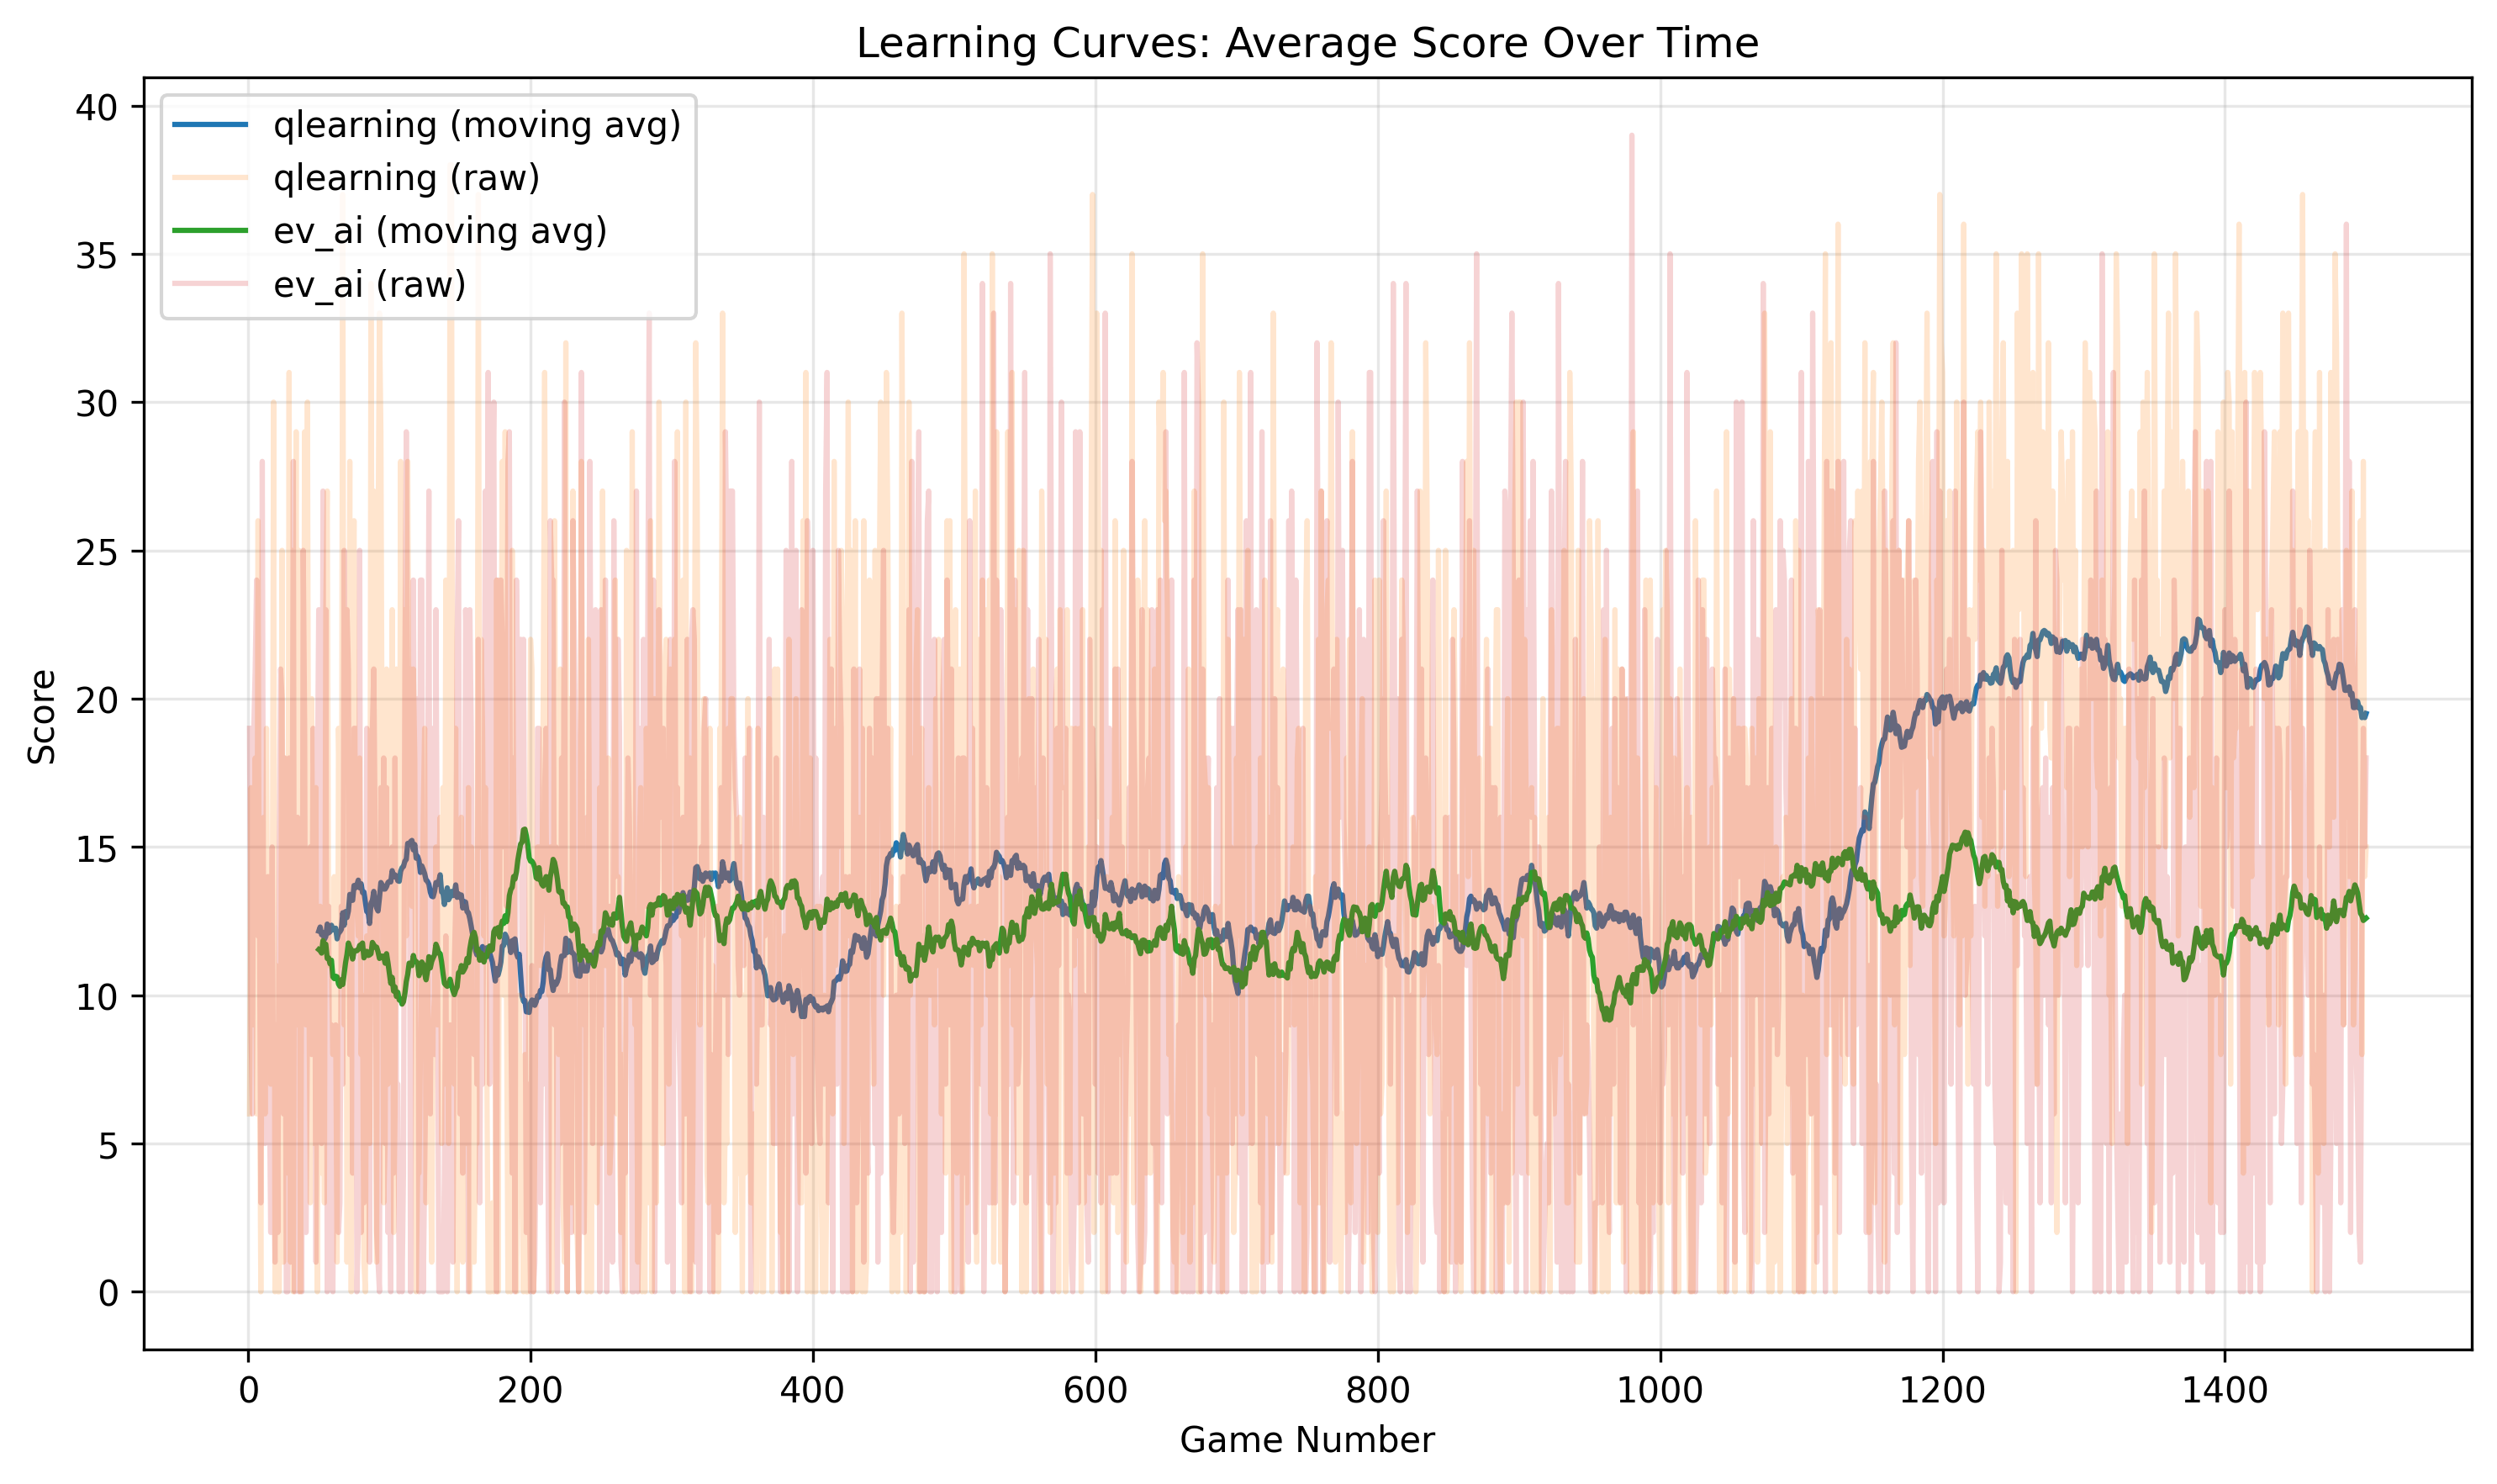 Learning Curves: Average Score Over Time
40
35
30
25
20
15
10
5
0
Score
qlearning (moving avg)
qlearning (raw)
ev_ai (moving avg)
ev_ai (raw)
0 200 400 600 800 1000 1200 1400
Game Number